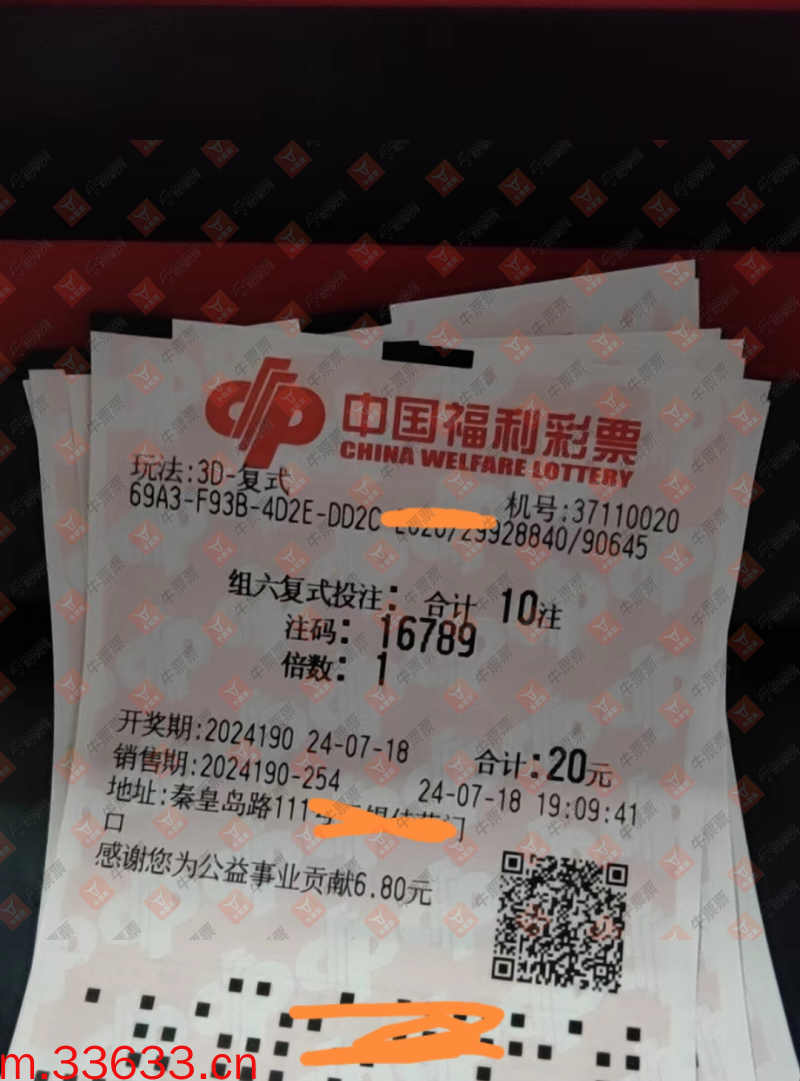 中国福利彩票
CHINA WELFARE LOTTERY
玩法:3D-复式
机号:37110020
69A3-F93B-4D2E-DD2C
/29928840/90645
组六复式投注: 合计 10注
注码: 16789
倍数: 1
开奖期:2024190 24-07-18
合计:20元
销售期:2024190-254
24-07-18 19:09:41
地址:秦皇岛路111
口
感谢您为公益事业贡献6.80元
m.33633.cn
牛票票